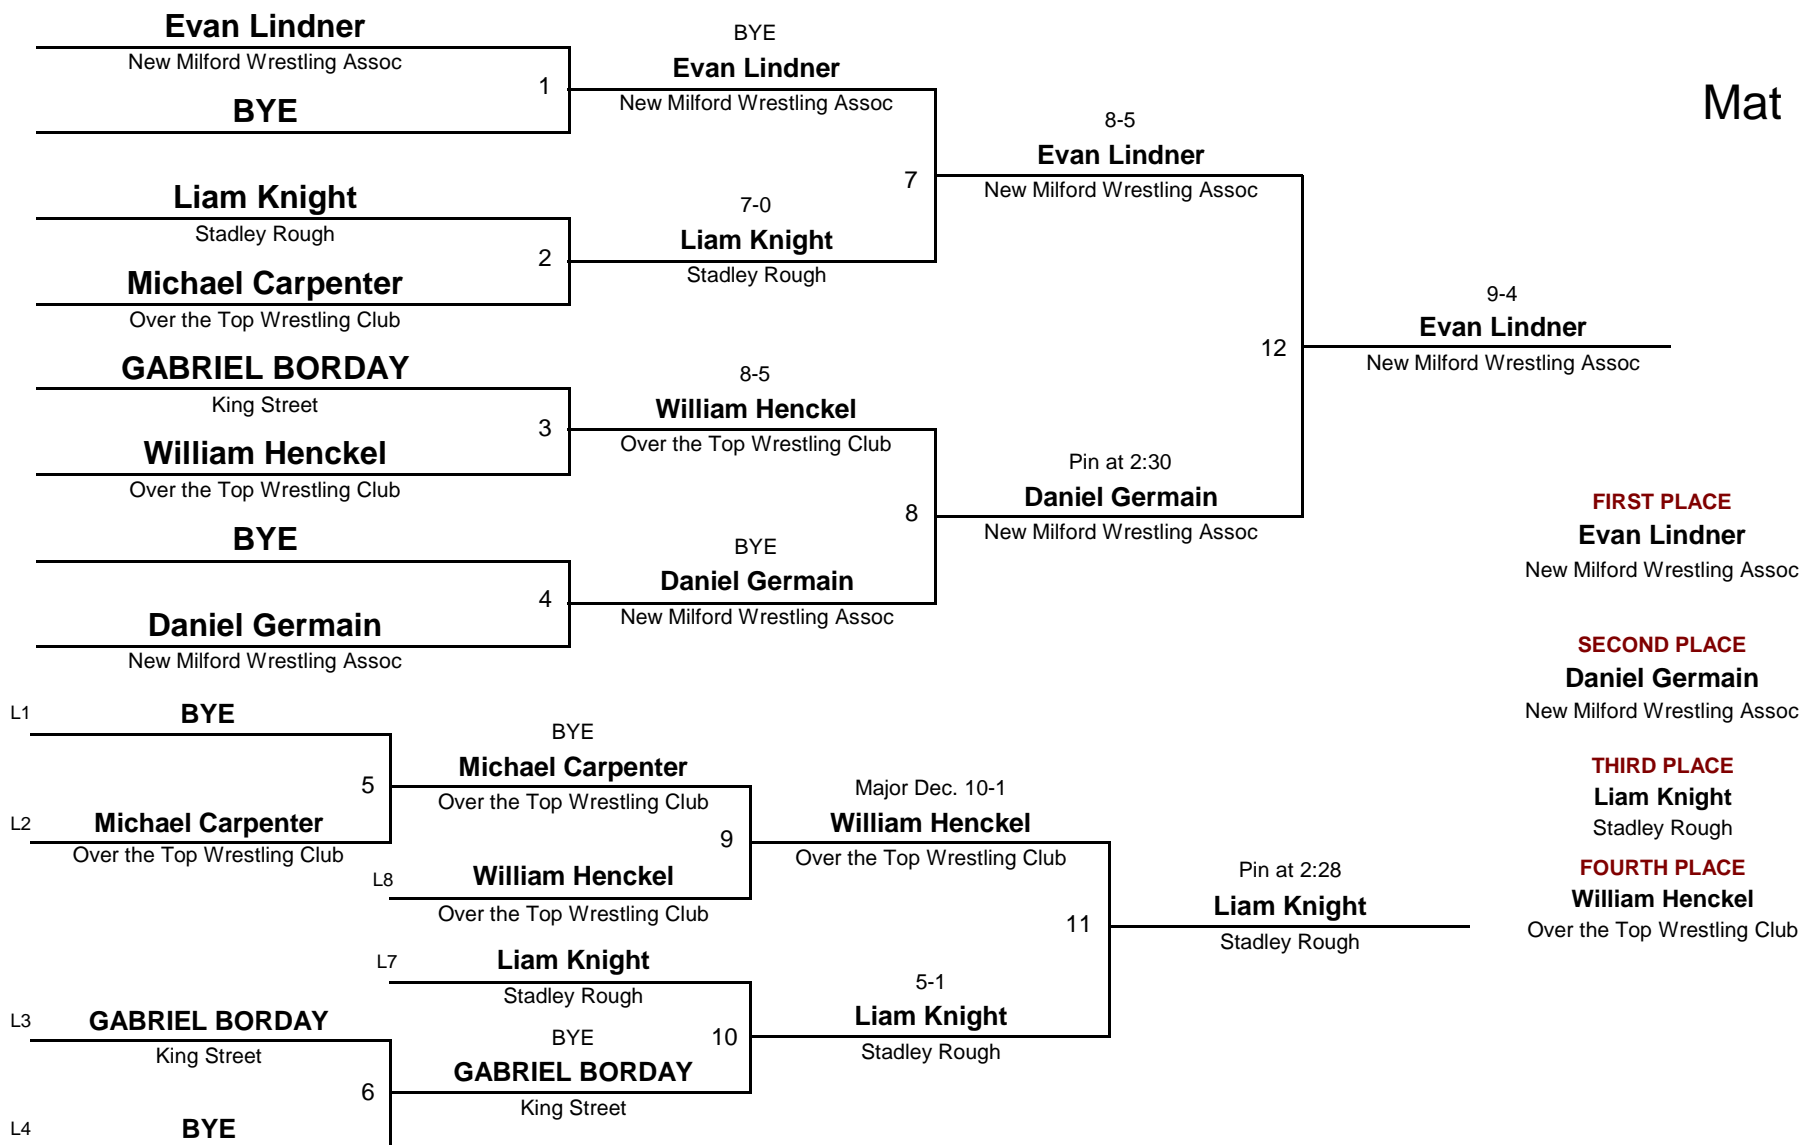 Evan Lindner
New Milford Wrestling Assoc
1
BYE
BYE
Evan Lindner
New Milford Wrestling Assoc
Mat
Liam Knight
Stadley Rough
2
Michael Carpenter
Over the Top Wrestling Club
7-0
Liam Knight
Stadley Rough
7
8-5
Evan Lindner
New Milford Wrestling Assoc
GABRIEL BORDAY
King Street
3
William Henckel
Over the Top Wrestling Club
8-5
William Henckel
Over the Top Wrestling Club
BYE
4
Daniel Germain
New Milford Wrestling Assoc
BYE
Daniel Germain
New Milford Wrestling Assoc
8
Pin at 2:30
Daniel Germain
New Milford Wrestling Assoc
12
9-4
Evan Lindner
New Milford Wrestling Assoc
FIRST PLACE
Evan Lindner
New Milford Wrestling Assoc
SECOND PLACE
Daniel Germain
New Milford Wrestling Assoc
THIRD PLACE
Liam Knight
Stadley Rough
FOURTH PLACE
William Henckel
Over the Top Wrestling Club
L1
BYE
5
L2
Michael Carpenter
Over the Top Wrestling Club
BYE
Michael Carpenter
Over the Top Wrestling Club
9
L8
William Henckel
Over the Top Wrestling Club
Major Dec. 10-1
William Henckel
Over the Top Wrestling Club
L7
Liam Knight
Stadley Rough
L3
GABRIEL BORDAY
King Street
6
L4
BYE
BYE
10
GABRIEL BORDAY
King Street
5-1
Liam Knight
Stadley Rough
11
Pin at 2:28
Liam Knight
Stadley Rough